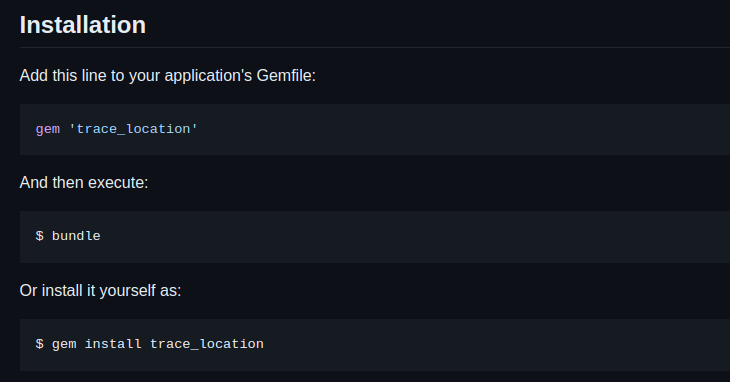 Installation
Add this line to your application's Gemfile:
gem 'trace_location'
And then execute:
$ bundle
Or install it yourself as:
$ gem install trace_location